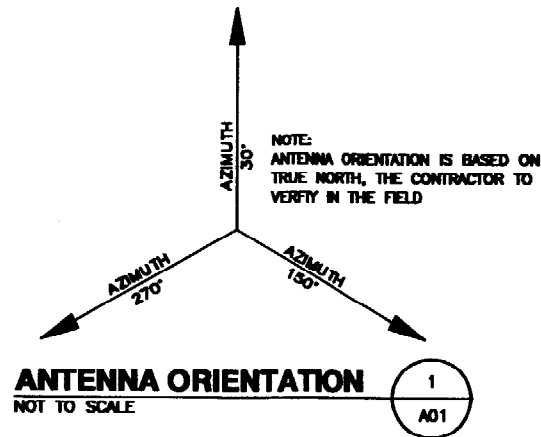 AZIMUTH
30°
NOTE:
ANTENNA ORIENTATION IS BASED ON
TRUE NORTH, THE CONTRACTOR TO
VERFIY IN THE FIELD
AZIMUTH
270°
AZIMUTH
150°
ANTENNA ORIENTATION
NOT TO SCALE
1
A01